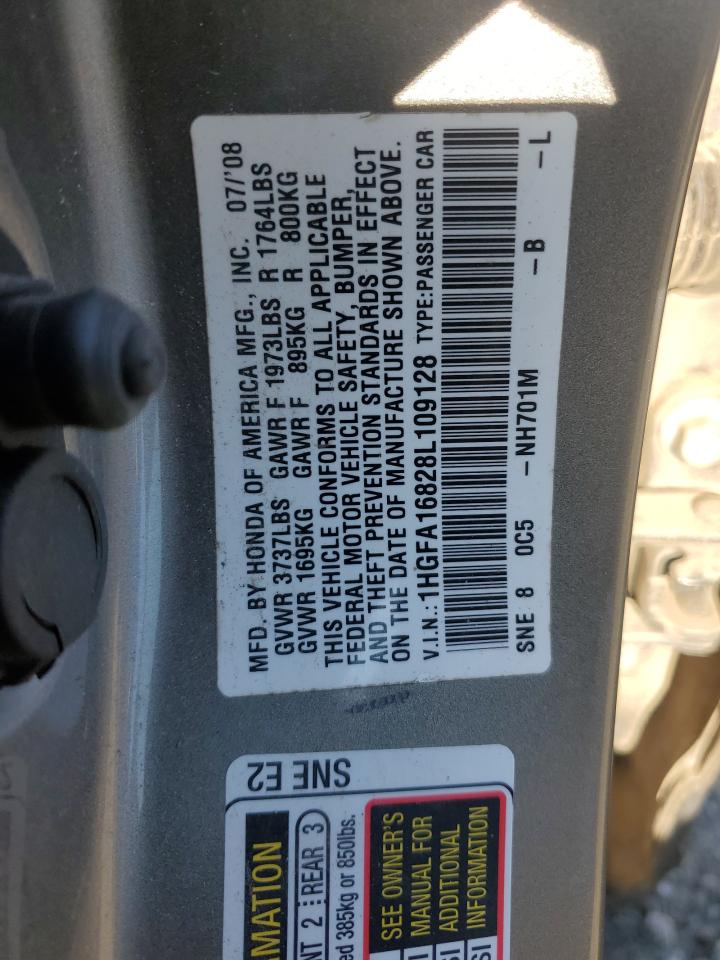 MFD. BY HONDA OF AMERICA MFG., INC. 07/'08
GVWR 3737LBS GAWR F 1973LBS R 1764LBS
GVWR 1695KG GAWR F 895KG R 800KG
THIS VEHICLE CONFORMS TO ALL APPLICABLE
FEDERAL MOTOR VEHICLE SAFETY, BUMPER,
AND THEFT PREVENTION STANDARDS IN EFFECT
ON THE DATE OF MANUFACTURE SHOWN ABOVE.
V.I.N.:1HGFA16828L109128 TYPE:PASSENGER CAR
SNE 8 0C5 -NH701M -B -L
SNE E2
MATION
NT 2 REAR 3
ed 385kg or 850lbs.
SEE OWNER'S
MANUAL FOR
ADDITIONAL
INFORMATION